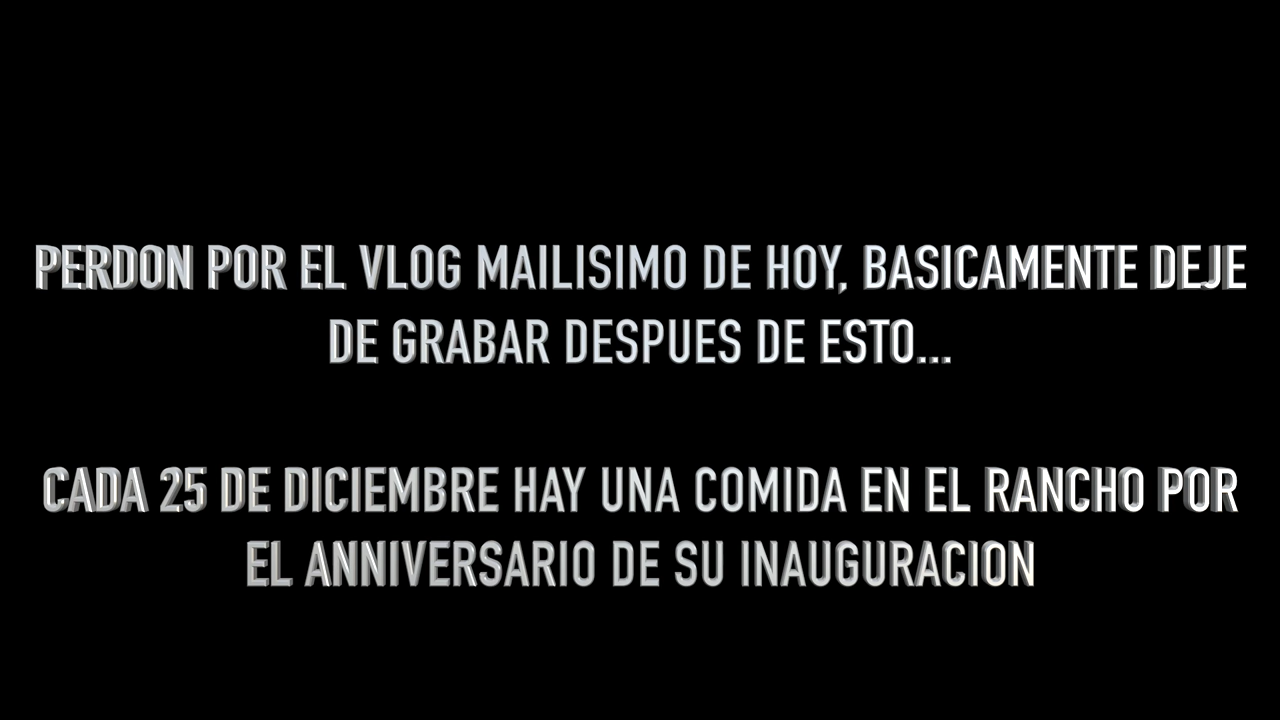 PERDON POR EL VLOG MAILISIMO DE HOY, BASICAMENTE DEJE
DE GRABAR DESPUES DE ESTO...
CADA 25 DE DICIEMBRE HAY UNA COMIDA EN EL RANCHO POR
EL ANNIVERSARIO DE SU INAUGURACION